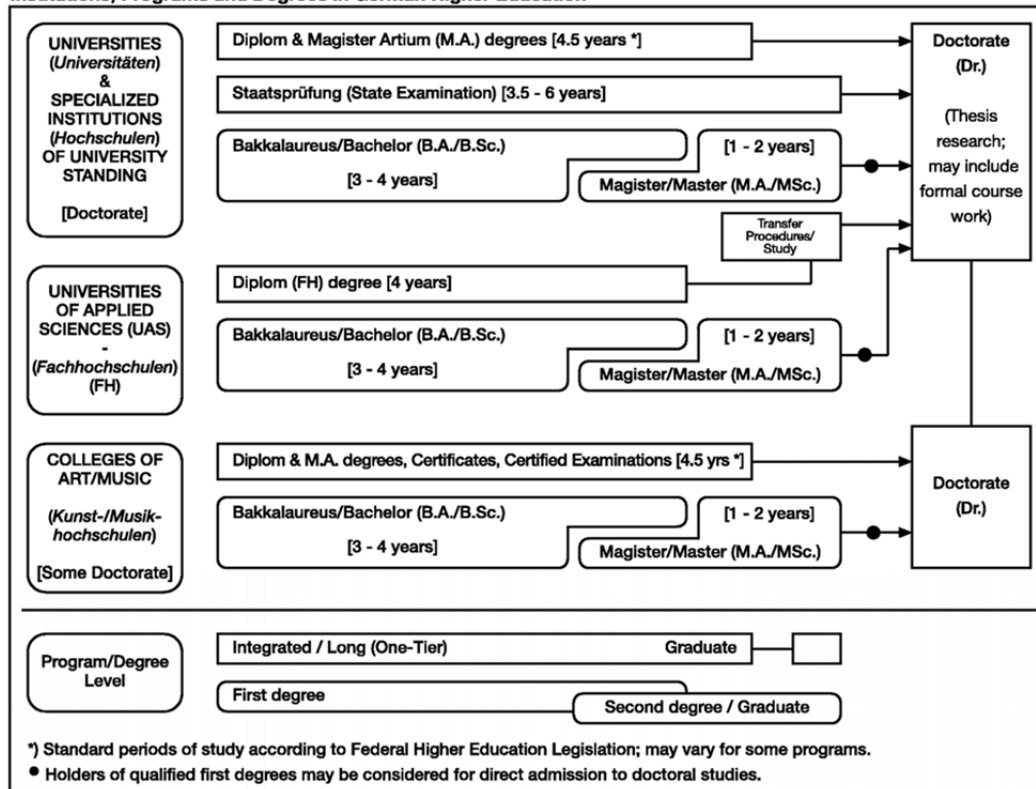 Institutions, Programs and Degrees in German Higher Education
UNIVERSITIES
(Universitäten)
&
SPECIALIZED
INSTITUTIONS
(Hochschulen)
OF UNIVERSITY
STANDING
[Doctorate]
Diplom & Magister Artium (M.A.) degrees [4.5 years *]
Staatsprüfung (State Examination) [3.5 - 6 years]
Bakkalaureus/Bachelor (B.A./B.Sc.)
[3 - 4 years]
[1 - 2 years]
Magister/Master (M.A./MSc.)
Transfer
Procedures/
Study
Doctorate
(Dr.)
(Thesis
research;
may include
formal course
work)
UNIVERSITIES
OF APPLIED
SCIENCES (UAS)
-
(Fachhochschulen)
(FH)
Diplom (FH) degree [4 years]
Bakkalaureus/Bachelor (B.A./B.Sc.)
[3 - 4 years]
[1 - 2 years]
Magister/Master (M.A./MSc.)
COLLEGES OF
ART/MUSIC
(Kunst-/Musik-
hochschulen)
[Some Doctorate]
Diplom & M.A. degrees, Certificates, Certified Examinations [4.5 yrs *]
Bakkalaureus/Bachelor (B.A./B.Sc.)
[3 - 4 years]
[1 - 2 years]
Magister/Master (M.A./MSc.)
Doctorate
(Dr.)
Program/Degree
Level
Integrated / Long (One-Tier) Graduate
First degree
Second degree / Graduate
*) Standard periods of study according to Federal Higher Education Legislation; may vary for some programs.
● Holders of qualified first degrees may be considered for direct admission to doctoral studies.